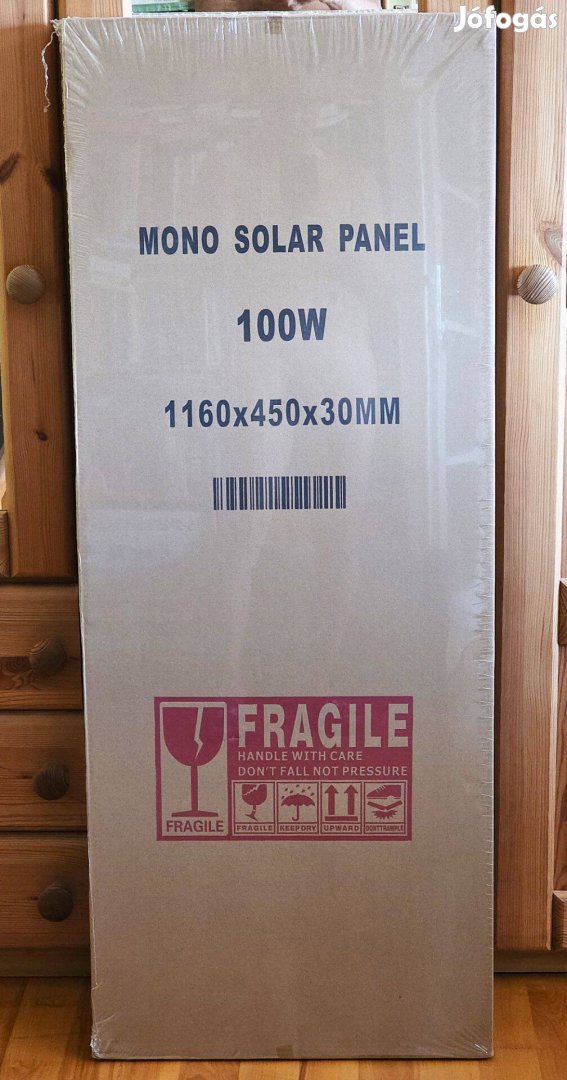 Jófogás
MONO SOLAR PANEL
100W
1160x450x30MM
FRAGILE
HANDLE WITH CARE
DON'T FALL NOT PRESSURE
FRAGILE
FRAGILE
KEEP DRY
UPWARD
DON'T TRAMPLE